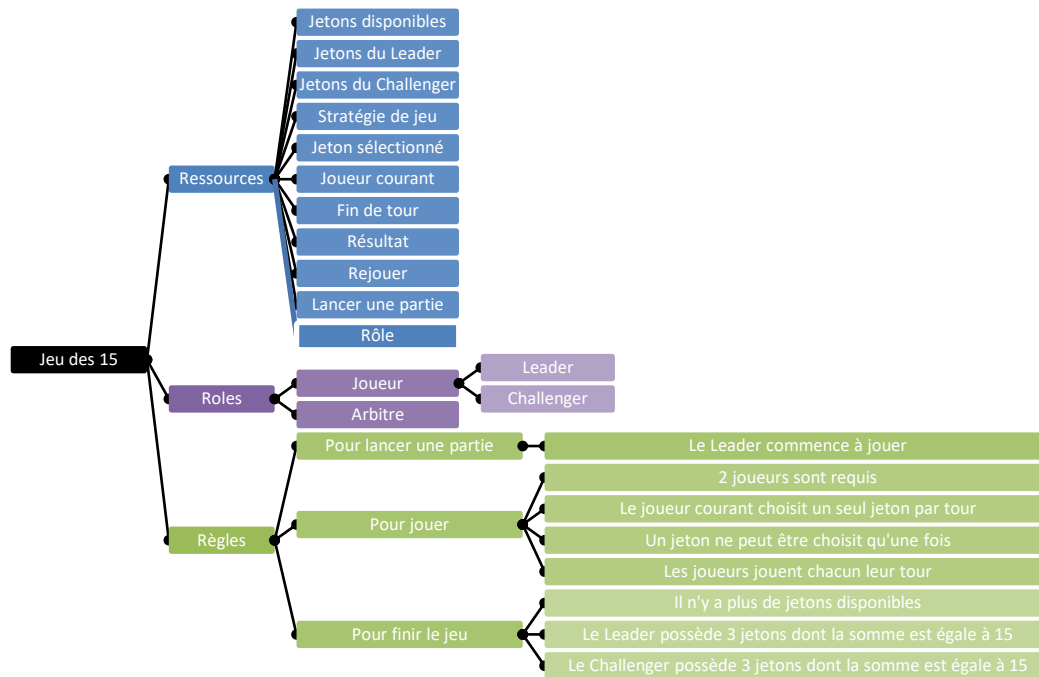 Jeu des 15
Ressources
Jetons disponibles
Jetons du Leader
Jetons du Challenger
Stratégie de jeu
Jeton sélectionné
Joueur courant
Fin de tour
Résultat
Rejouer
Lancer une partie
Rôle
Roles
Joueur
Leader
Challenger
Arbitre
Règles
Pour lancer une partie
Le Leader commence à jouer
Pour jouer
2 joueurs sont requis
Le joueur courant choisit un seul jeton par tour
Un jeton ne peut être choisit qu'une fois
Les joueurs jouent chacun leur tour
Pour finir le jeu
Il n'y a plus de jetons disponibles
Le Leader possède 3 jetons dont la somme est égale à 15
Le Challenger possède 3 jetons dont la somme est égale à 15